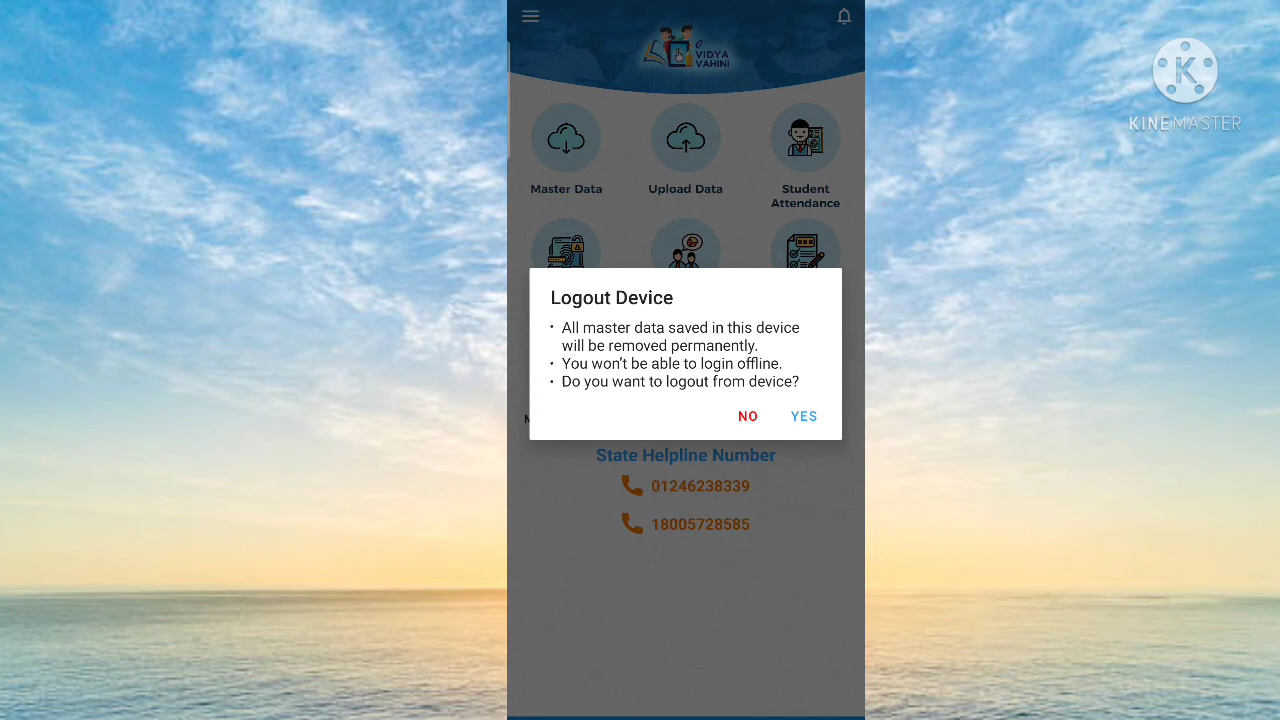 e
VIDYA
VAHINI
KINEMASTER
Master Data
Upload Data
Student
Attendance
Logout Device
• All master data saved in this device
will be removed permanently.
• You won't be able to login offline.
• Do you want to logout from device?
NO
YES
State Helpline Number
01246238339
18005728585